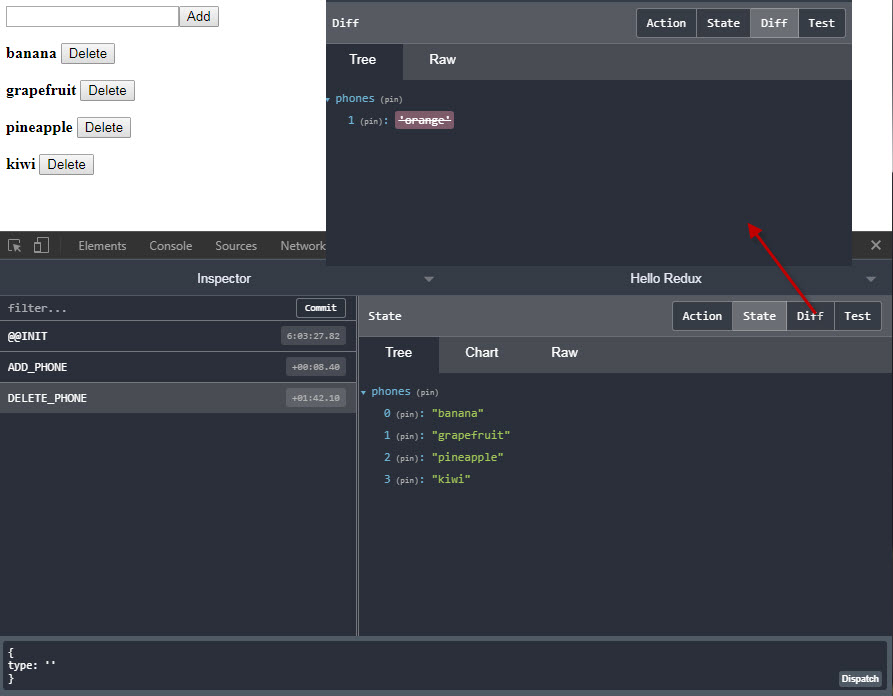 Add
banana Delete
grapefruit Delete
pineapple Delete
kiwi Delete
Diff Action State Diff Test
Tree Raw
phones (pin)
1 (pin): 'orange'
Elements Console Sources Network
Inspector Hello Redux
filter... Commit
@@INIT 6:03:27.82
ADD_PHONE +00:08.40
DELETE_PHONE +01:42.10
State Action State Diff Test
Tree Chart Raw
phones (pin)
0 (pin): "banana"
1 (pin): "grapefruit"
2 (pin): "pineapple"
3 (pin): "kiwi"
{
type: ''
}
Dispatch